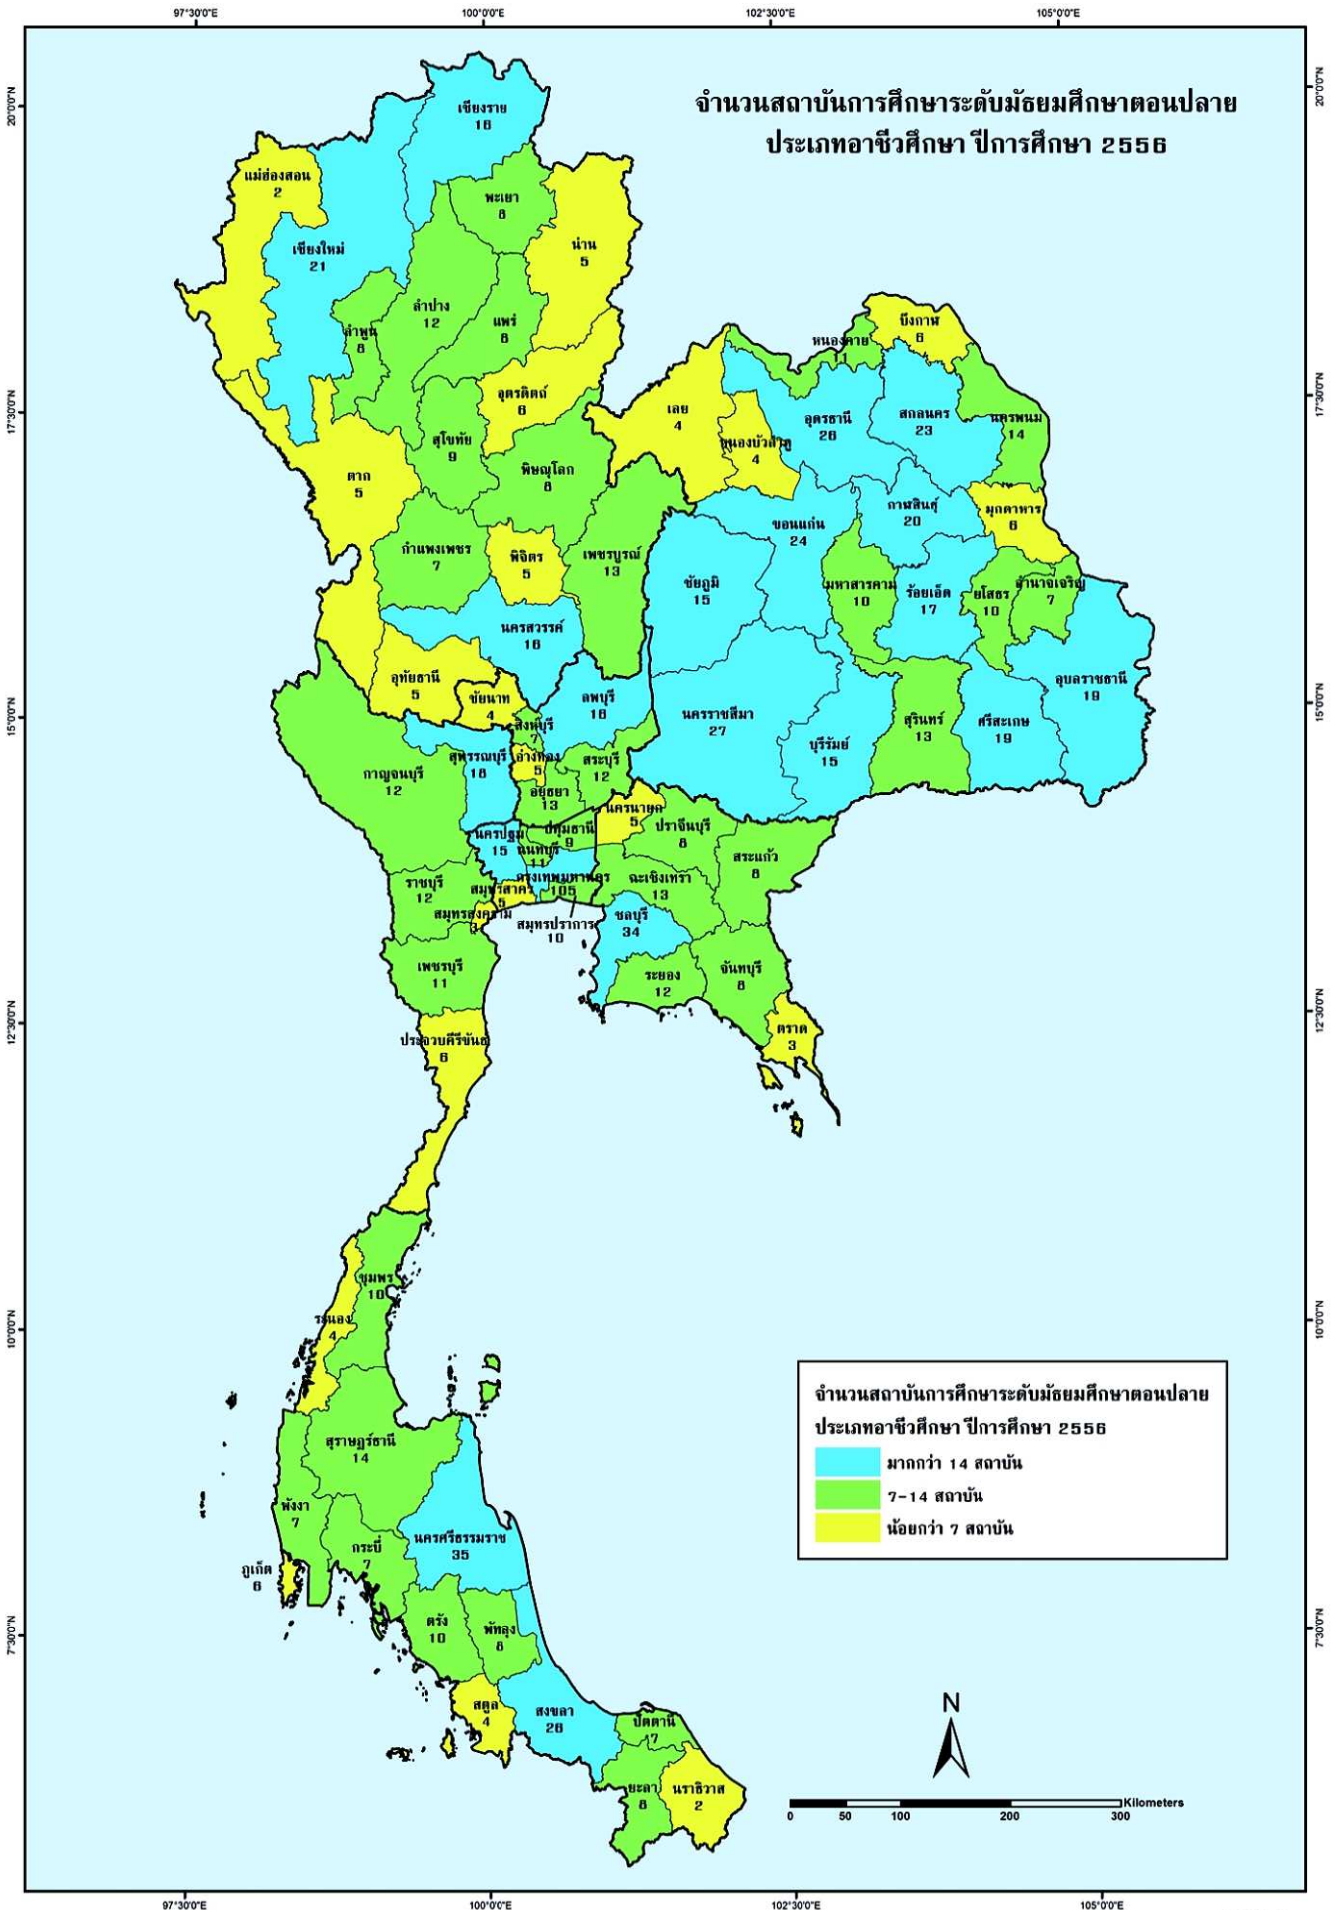 97°30'0"E
100°0'0"E
102°30'0"E
105°0'0"E
20°0'0"N
20°0'0"N
จำนวนสถาบันการศึกษาระดับมัธยมศึกษาตอนปลาย
ประเภทอาชีวศึกษา ปีการศึกษา 2556
เชียงราย
16
แม่ฮ่องสอน
2
พะเยา
8
เชียงใหม่
21
น่าน
5
ลำปาง
12
ลำพูน
8
แพร่
8
บึงกาฬ
6
หนองคาย
11
17°30'0"N
17°30'0"N
อุตรดิตถ์
6
เลย
4
อุดรธานี
26
สกลนคร
23
นครพนม
14
สุโขทัย
9
หนองบัวลำภู
4
ตาก
5
พิษณุโลก
8
ขอนแก่น
24
กาฬสินธุ์
20
มุกดาหาร
6
กำแพงเพชร
7
พิจิตร
5
เพชรบูรณ์
13
ชัยภูมิ
15
มหาสารคาม
10
ร้อยเอ็ด
17
ยโสธร
10
อำนาจเจริญ
7
นครสวรรค์
16
อุทัยธานี
5
ชัยนาท
4
ลพบุรี
16
นครราชสีมา
27
อุบลราชธานี
19
15°0'0"N
15°0'0"N
สิงห์บุรี
7
บุรีรัมย์
15
สุรินทร์
13
ศรีสะเกษ
19
กาญจนบุรี
12
สุพรรณบุรี
18
อ่างทอง
5
สระบุรี
12
อยุธยา
13
นครนายก
5
ปราจีนบุรี
8
นครปฐม
15
ปทุมธานี
9
นนทบุรี
11
สระแก้ว
8
ราชบุรี
12
สมุทรสาคร
5
กรุงเทพมหานคร
105
ฉะเชิงเทรา
13
สมุทรสงคราม
3
สมุทรปราการ
10
ชลบุรี
34
เพชรบุรี
11
ระยอง
12
จันทบุรี
8
12°30'0"N
12°30'0"N
ประจวบคีรีขันธ์
6
ตราด
3
ชุมพร
10
ระนอง
4
10°0'0"N
10°0'0"N
สุราษฎร์ธานี
14
จำนวนสถาบันการศึกษาระดับมัธยมศึกษาตอนปลาย
ประเภทอาชีวศึกษา ปีการศึกษา 2556
มากกว่า 14 สถาบัน
7-14 สถาบัน
น้อยกว่า 7 สถาบัน
พังงา
7
กระบี่
7
นครศรีธรรมราช
35
ภูเก็ต
6
ตรัง
10
พัทลุง
8
7°30'0"N
7°30'0"N
สตูล
4
สงขลา
26
ปัตตานี
7
ยะลา
8
นราธิวาส
2
N
Kilometers
0 50 100 200 300
97°30'0"E
100°0'0"E
102°30'0"E
105°0'0"E